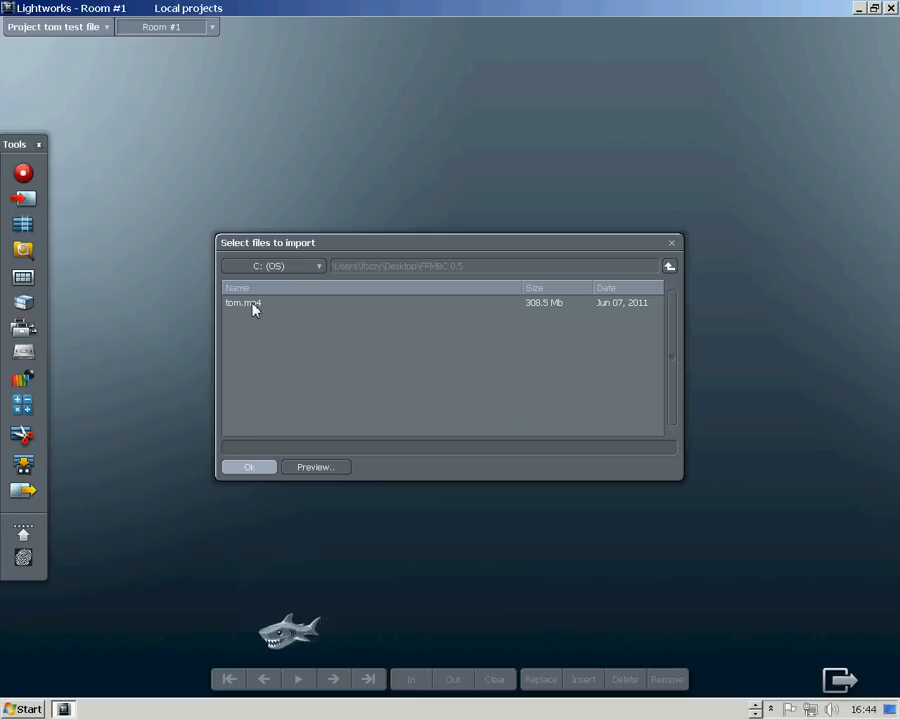 Lightworks - Room #1 Local projects
Project tom test file Room #1
Tools
Select files to import
C: (OS) \Users\fozzy\Desktop\FFMBC 0.5
Name Size Date
tom.mp4 308.5 Mb Jun 07, 2011
Ok Preview..
In Out Clear Replace Insert Delete Remove
Start 16:44